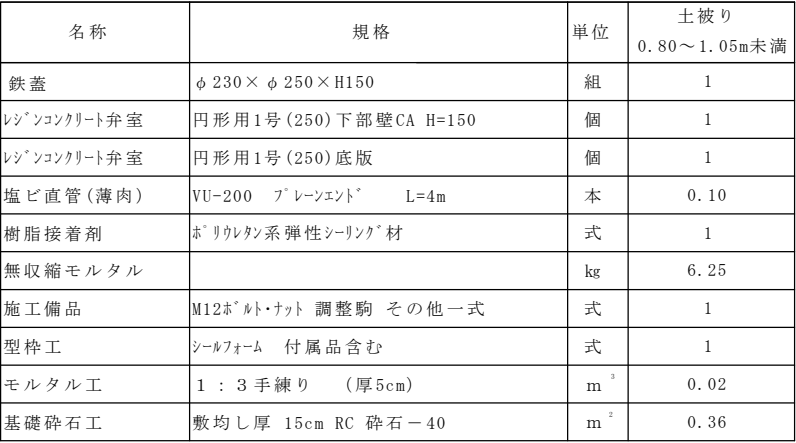 名称 規格 単位 土被り
0.80～1.05m未満
鉄蓋 φ230×φ250×H150 組 1
ﾚｼﾞﾝｺﾝｸﾘｰﾄ弁室 円形用1号(250)下部壁CA H=150 個 1
ﾚｼﾞﾝｺﾝｸﾘｰﾄ弁室 円形用1号(250)底版 個 1
塩ビ直管(薄肉) VU-200 ﾌﾟﾚｰﾝｴﾝﾄﾞ L=4m 本 0.10
樹脂接着剤 ﾎﾟﾘｳﾚﾀﾝ系弾性ｼｰﾘﾝｸﾞ材 式 1
無収縮モルタル kg 6.25
施工備品 M12ﾎﾞﾙﾄ･ﾅｯﾄ 調整駒 その他一式 式 1
型枠工 ｼｰﾙﾌｫｰﾑ 付属品含む 式 1
モルタル工 １：３手練り (厚5cm) m³ 0.02
基礎砕石工 敷均し厚 15cm RC 砕石－40 m² 0.36